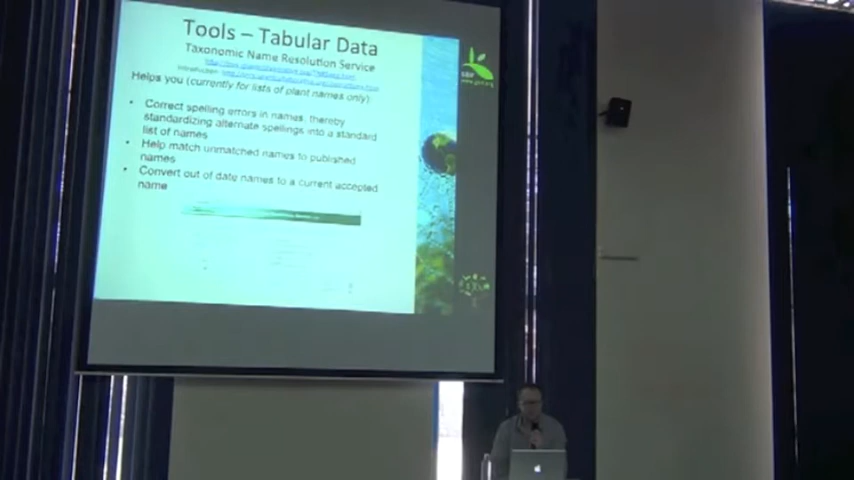 Tools – Tabular Data
Taxonomic Name Resolution Service
Helps you (currently for lists of plant names only)
• Correct spelling errors in names, thereby
standardizing alternate spellings into a standard
list of names
• Help match unmatched names to published
names
• Convert out of date names to a current accepted
name